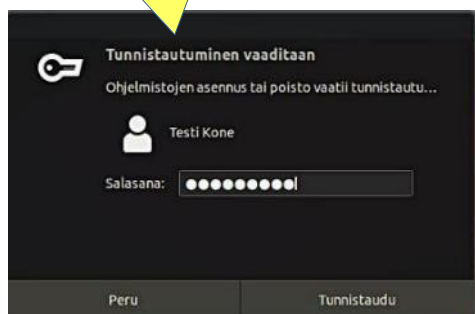 Tunnistautuminen vaaditaan
Ohjelmistojen asennus tai poisto vaatii tunnistautu...
Testi Kone
Salasana: ●●●●●●●●●
Peru Tunnistaudu